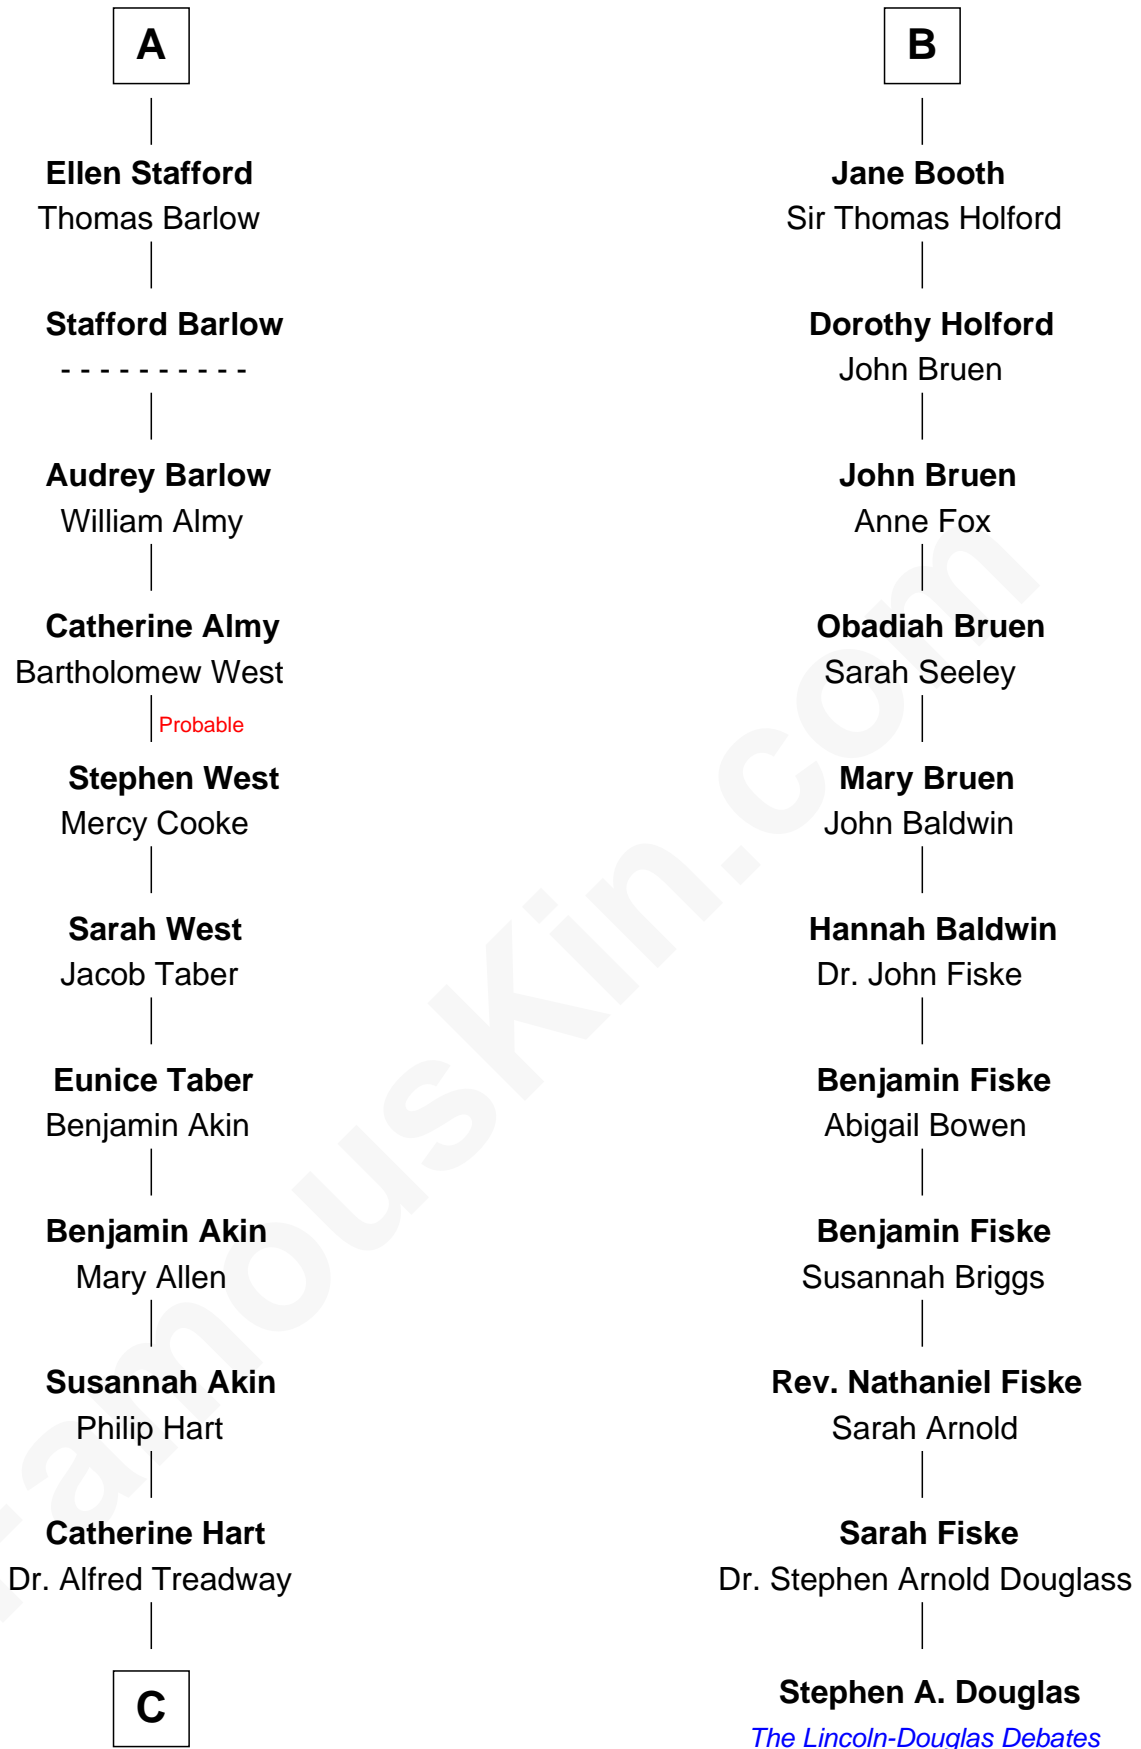 A
Ellen Stafford
Thomas Barlow
Stafford Barlow
- - - - - - - - - -
Audrey Barlow
William Almy
Catherine Almy
Bartholomew West
Probable
Stephen West
Mercy Cooke
Sarah West
Jacob Taber
Eunice Taber
Benjamin Akin
Benjamin Akin
Mary Allen
Susannah Akin
Philip Hart
Catherine Hart
Dr. Alfred Treadway
C
B
Jane Booth
Sir Thomas Holford
Dorothy Holford
John Bruen
John Bruen
Anne Fox
Obadiah Bruen
Sarah Seeley
Mary Bruen
John Baldwin
Hannah Baldwin
Dr. John Fiske
Benjamin Fiske
Abigail Bowen
Benjamin Fiske
Susannah Briggs
Rev. Nathaniel Fiske
Sarah Arnold
Sarah Fiske
Dr. Stephen Arnold Douglass
Stephen A. Douglas
The Lincoln-Douglas Debates
FamousKin.com